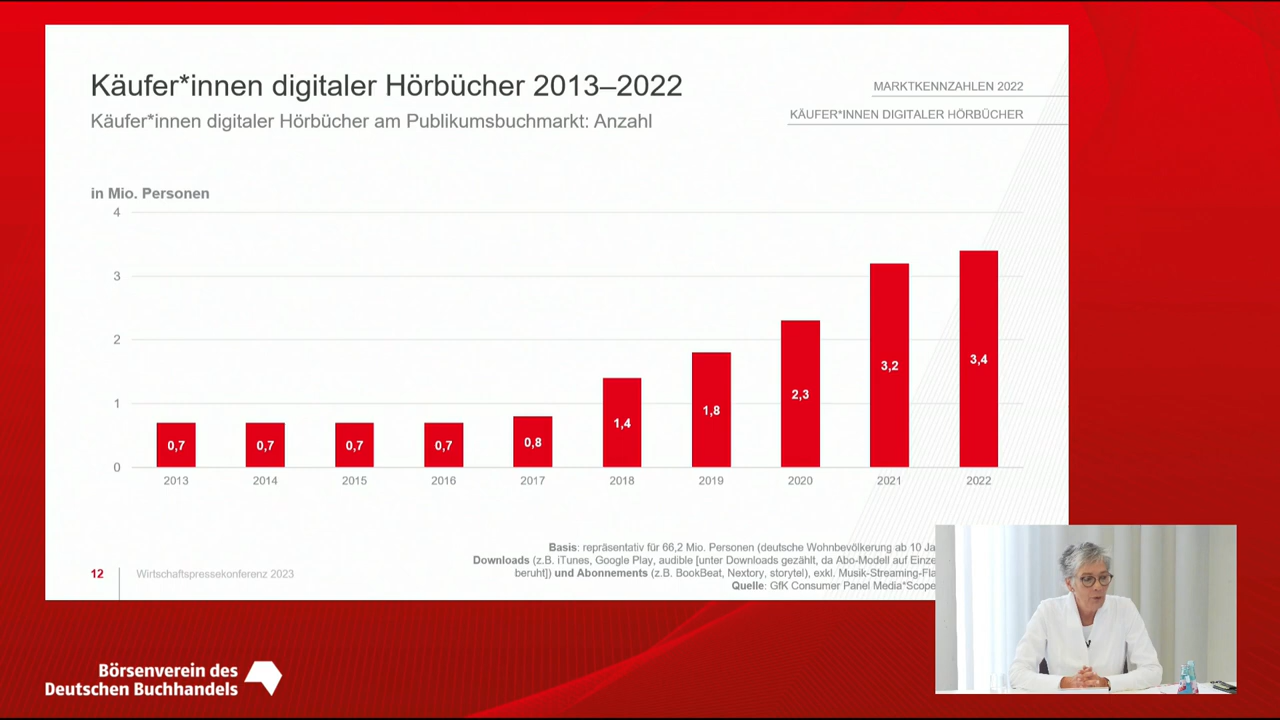 Käufer*innen digitaler Hörbücher 2013–2022
Käufer*innen digitaler Hörbücher am Publikumsbuchmarkt: Anzahl
MARKTKENNZAHLEN 2022
KÄUFER*INNEN DIGITALER HÖRBÜCHER
in Mio. Personen
4
3
2
1
0
0,7
0,7
0,7
0,7
0,8
1,4
1,8
2,3
3,2
3,4
2013
2014
2015
2016
2017
2018
2019
2020
2021
2022
Basis: repräsentativ für 66,2 Mio. Personen (deutsche Wohnbevölkerung ab 10 Ja
Downloads (z.B. iTunes, Google Play, audible [unter Downloads gezählt, da Abo-Modell auf Einze
beruht]) und Abonnements (z.B. BookBeat, Nextory, storytel), exkl. Musik-Streaming-Fla
Quelle: GfK Consumer Panel Media*Scope
12
Wirtschaftspressekonferenz 2023
Börsenverein des
Deutschen Buchhandels